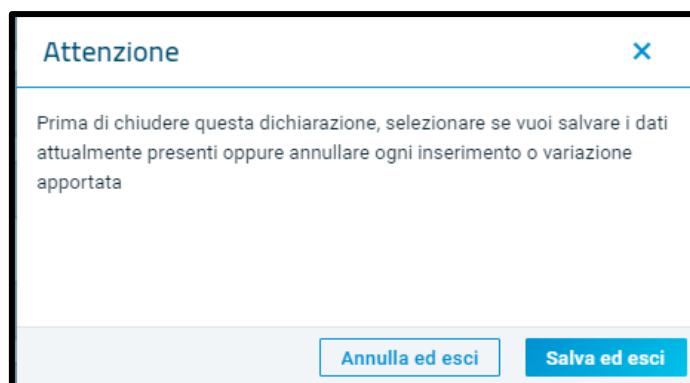 Attenzione
Prima di chiudere questa dichiarazione, selezionare se vuoi salvare i dati
attualmente presenti oppure annullare ogni inserimento o variazione
apportata
Annulla ed esci
Salva ed esci